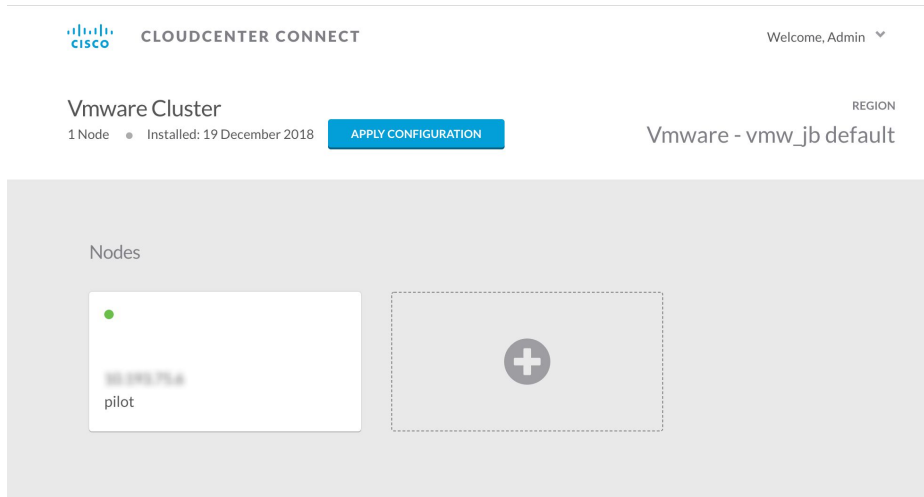 CISCO
CLOUDCENTER CONNECT
Welcome, Admin
Vmware Cluster
1 Node • Installed: 19 December 2018
APPLY CONFIGURATION
REGION
Vmware - vmw_jb default
Nodes
pilot